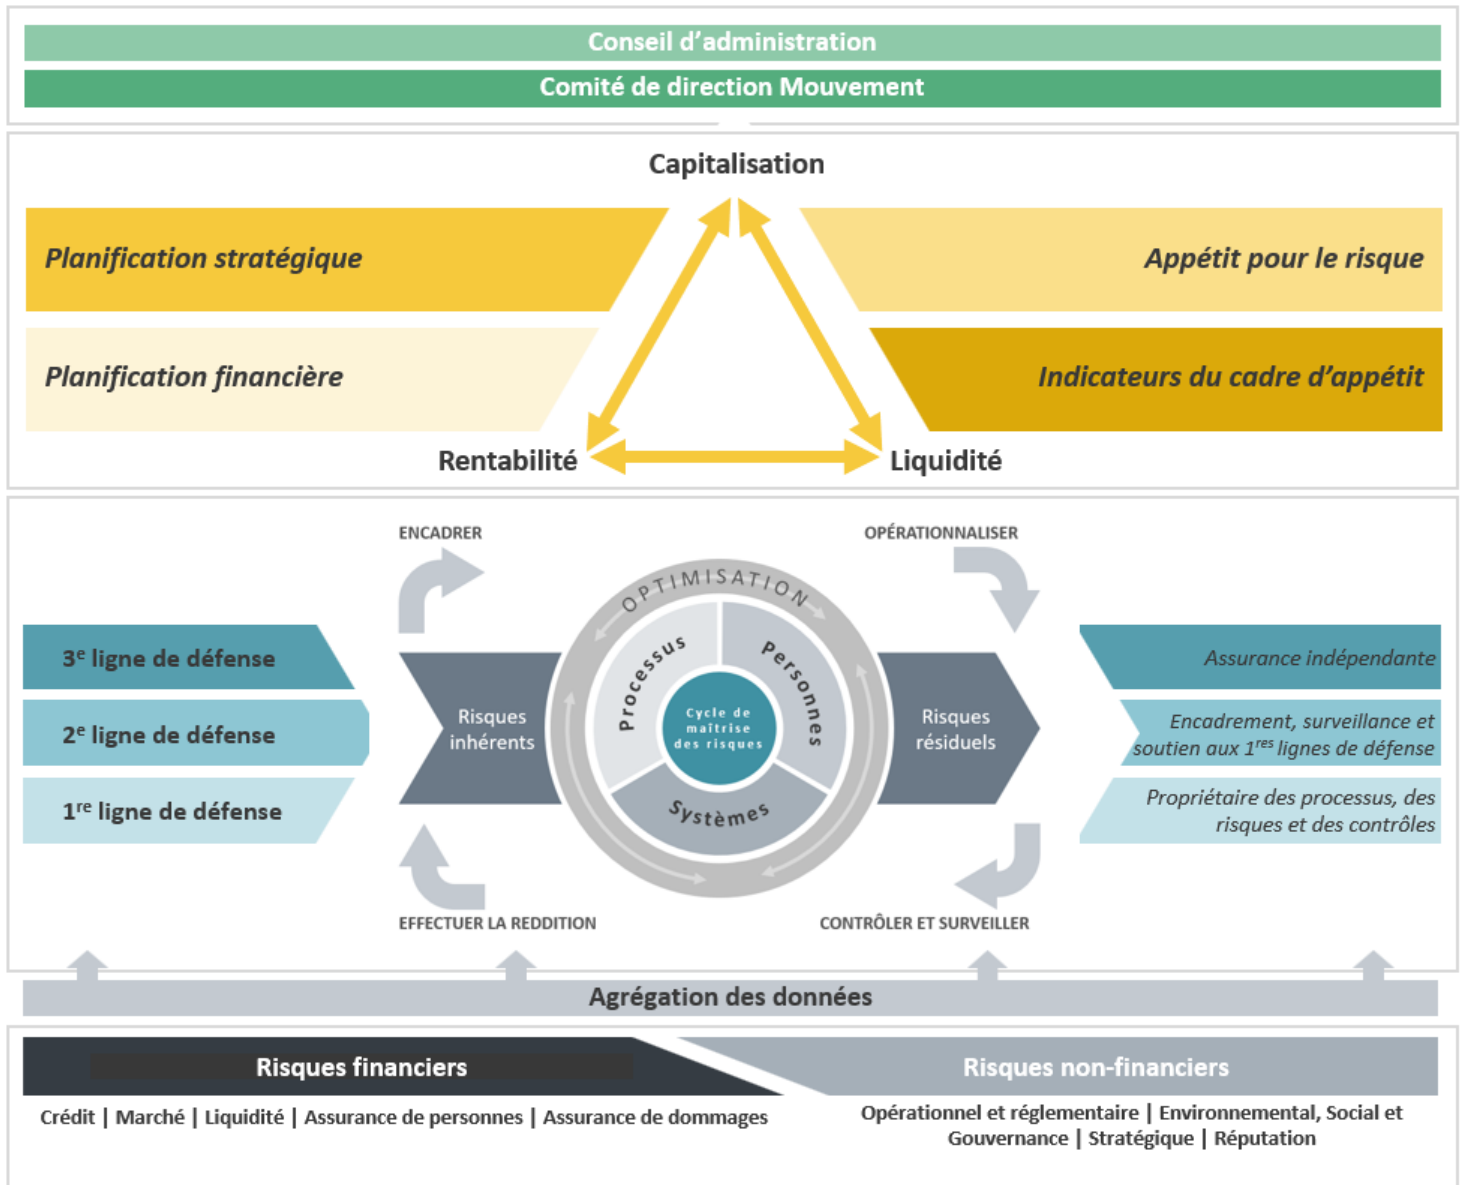 Conseil d’administration
Comité de direction Mouvement
Capitalisation
Planification stratégique
Appétit pour le risque
Planification financière
Indicateurs du cadre d’appétit
Rentabilité
Liquidité
ENCADRER
OPÉRATIONNALISER
OPTIMISATION
3e ligne de défense
2e ligne de défense
1re ligne de défense
Risques
inhérents
Processus
Personnes
Systèmes
Cycle de
maîtrise
des risques
Risques
résiduels
Assurance indépendante
Encadrement, surveillance et
soutien aux 1res lignes de défense
Propriétaire des processus, des
risques et des contrôles
EFFECTUER LA REDDITION
CONTRÔLER ET SURVEILLER
Agrégation des données
Risques financiers
Risques non-financiers
Crédit | Marché | Liquidité | Assurance de personnes | Assurance de dommages
Opérationnel et réglementaire | Environnemental, Social et
Gouvernance | Stratégique | Réputation